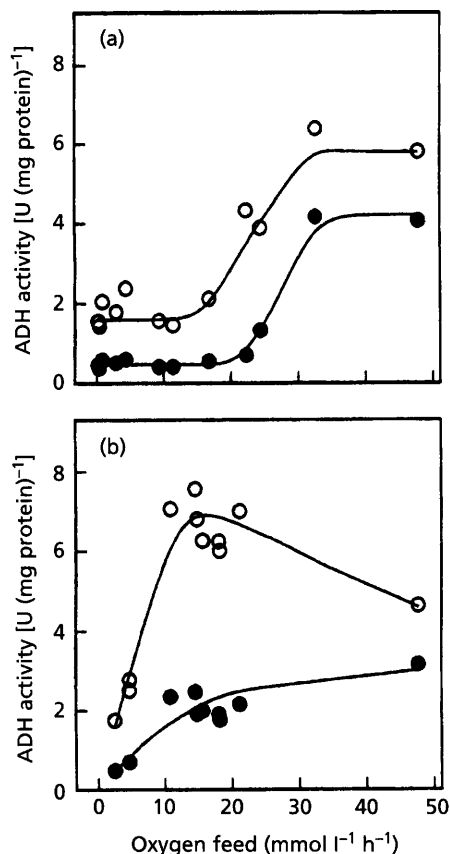 (a)
8
6
4
2
0
ADH activity [U (mg protein)⁻¹]
(b)
8
6
4
2
0
ADH activity [U (mg protein)⁻¹]
0 10 20 30 40 50
Oxygen feed (mmol l⁻¹ h⁻¹)